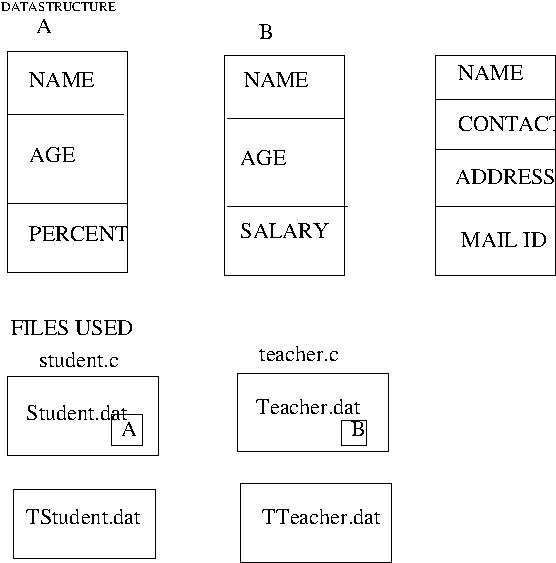 DATASTRUCTURE
A
B
NAME
AGE
PERCENT
NAME
AGE
SALARY
NAME
CONTACT
ADDRESS
MAIL ID
FILES USED
student.c
teacher.c
Student.dat
A
Teacher.dat
B
TStudent.dat
TTeacher.dat